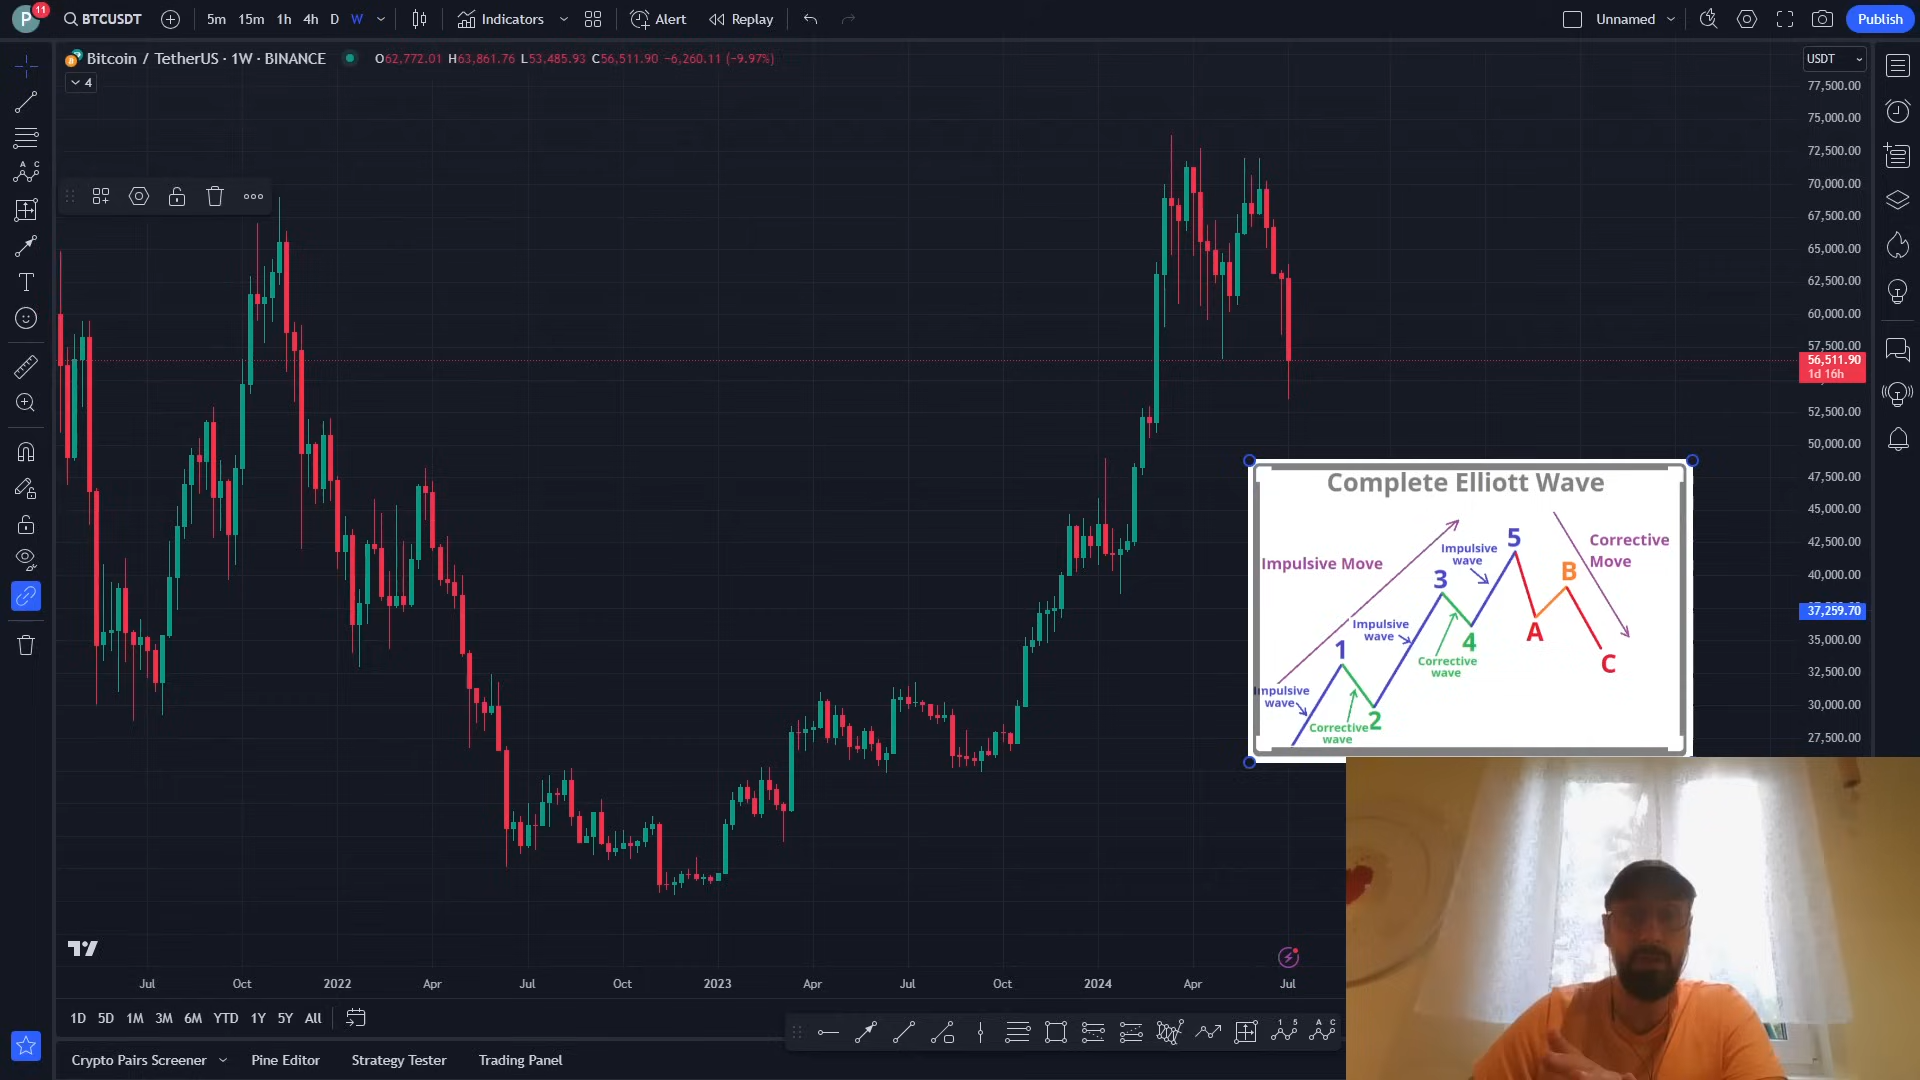 P
11
BTCUSDT
5m 15m 1h 4h D W
Indicators
Alert
Replay
Unnamed
Publish
Bitcoin / TetherUS · 1W · BINANCE
O62,772.01 H63,861.76 L53,485.93 C56,511.90 −6,260.11 (−9.97%)
4
USDT
77,500.00
75,000.00
72,500.00
70,000.00
67,500.00
65,000.00
62,500.00
60,000.00
57,500.00
56,511.90
1d 16h
52,500.00
50,000.00
47,500.00
45,000.00
42,500.00
40,000.00
37,259.70
35,000.00
32,500.00
30,000.00
27,500.00
Complete Elliott Wave
Impulsive Move
Corrective
Move
Impulsive
wave
5
3
B
Impulsive
wave
1
4
A
C
Corrective
wave
Impulsive
wave
2
Corrective
wave
Jul Oct 2022 Apr Jul Oct 2023 Apr Jul Oct 2024 Apr Jul
1D 5D 1M 3M 6M YTD 1Y 5Y All
Crypto Pairs Screener
Pine Editor
Strategy Tester
Trading Panel